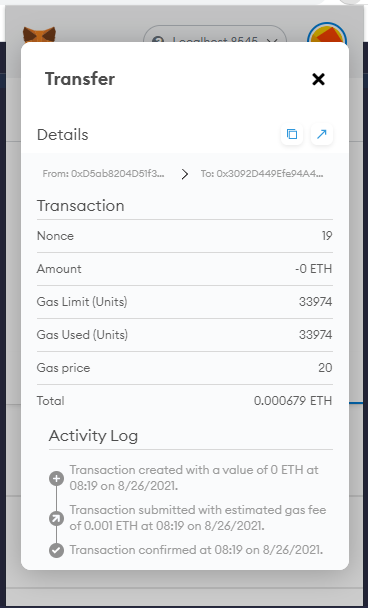 Localhost 8545
Transfer
Details
From: 0xD5ab8204D51f3... To: 0x3092D449Efe94A4...
Transaction
Nonce 19
Amount -0 ETH
Gas Limit (Units) 33974
Gas Used (Units) 33974
Gas price 20
Total 0.000679 ETH
Activity Log
Transaction created with a value of 0 ETH at
08:19 on 8/26/2021.
Transaction submitted with estimated gas fee
of 0.001 ETH at 08:19 on 8/26/2021.
Transaction confirmed at 08:19 on 8/26/2021.